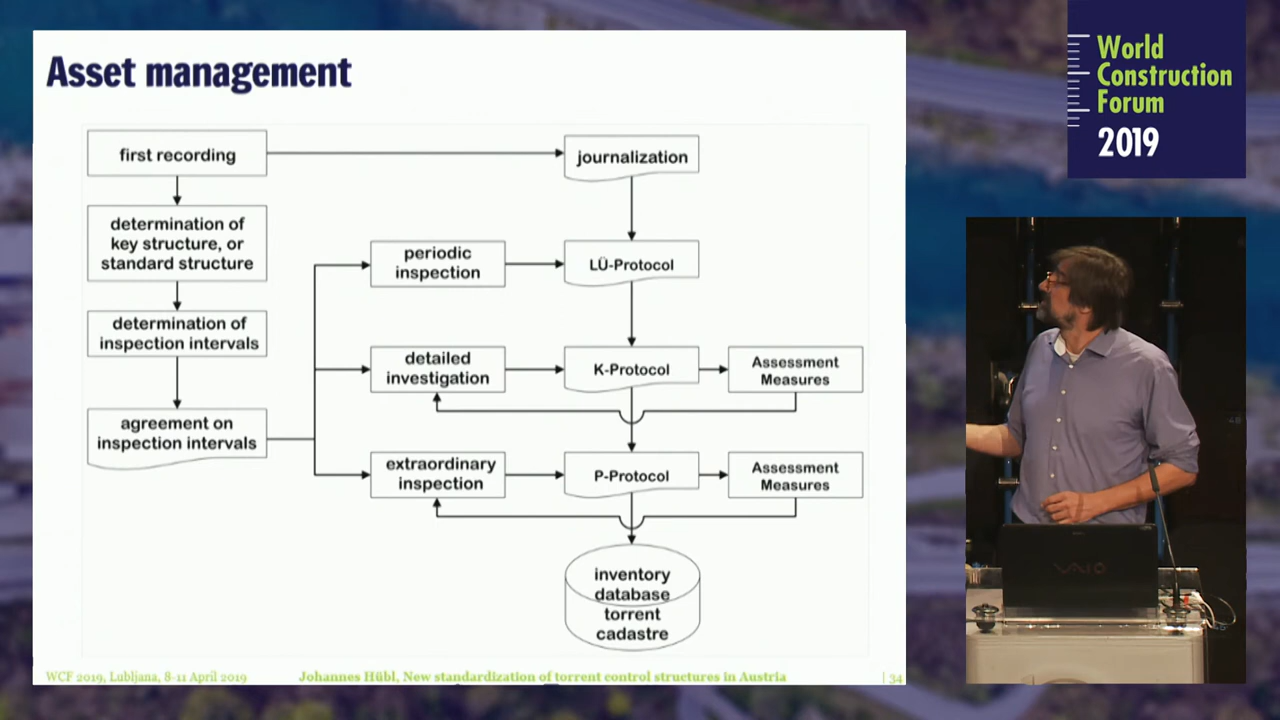 Asset management
first recording
journalization
determination of
key structure, or
standard structure
periodic
inspection
LÜ-Protocol
determination of
inspection intervals
detailed
investigation
K-Protocol
Assessment
Measures
agreement on
inspection intervals
extraordinary
inspection
P-Protocol
Assessment
Measures
inventory
database
torrent
cadastre
WCF 2019, Lubljana, 8-11 April 2019
Johannes Hübl, New standardization of torrent control structures in Austria
| 34
World
Construction
Forum
2019
VAIO